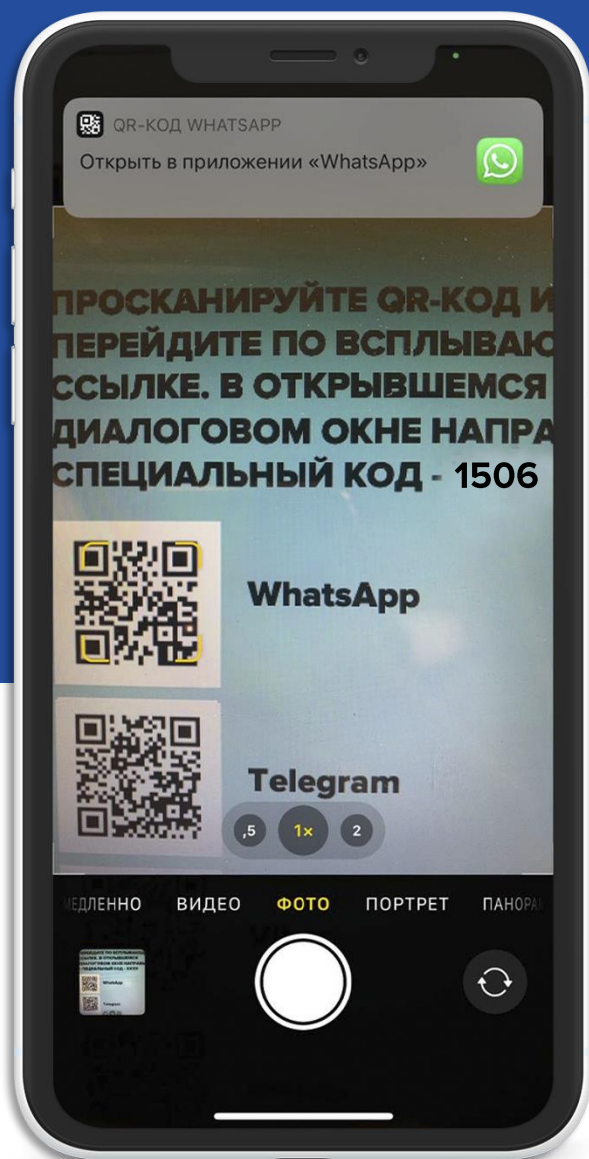 QR-КОД WHATSAPP
Открыть в приложении «WhatsApp»
ПРОСКАНИРУЙТЕ QR-КОД И
ПЕРЕЙДИТЕ ПО ВСПЛЫВАЮ
ССЫЛКЕ. В ОТКРЫВШЕМСЯ
ДИАЛОГОВОМ ОКНЕ НАПРА
СПЕЦИАЛЬНЫЙ КОД - 1506
WhatsApp
Telegram
,5 1× 2
ЕДЛЕННО ВИДЕО ФОТО ПОРТРЕТ ПАНОРА